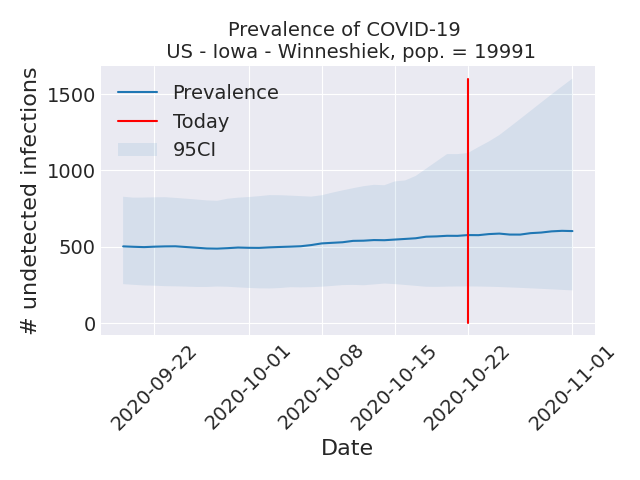 Prevalence of COVID-19
US - Iowa - Winneshiek, pop. = 19991
# undetected infections
1500
1000
500
0
Prevalence
Today
95CI
2020-09-22
2020-10-01
2020-10-08
2020-10-15
2020-10-22
2020-11-01
Date